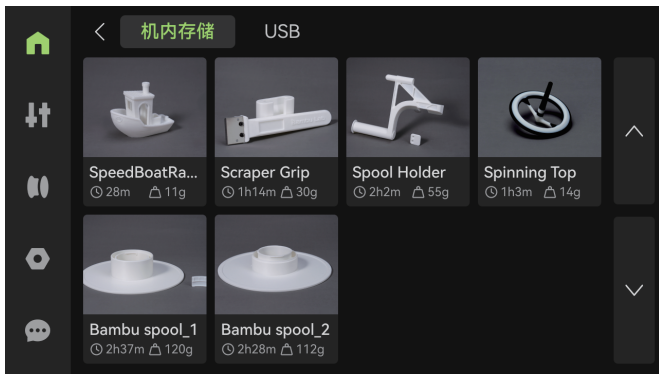 机内存储 USB
SpeedBoatRa... Scraper Grip Spool Holder Spinning Top
28m 11g 1h14m 30g 2h2m 55g 1h3m 14g
Bambu spool_1 Bambu spool_2
2h37m 120g 2h28m 112g